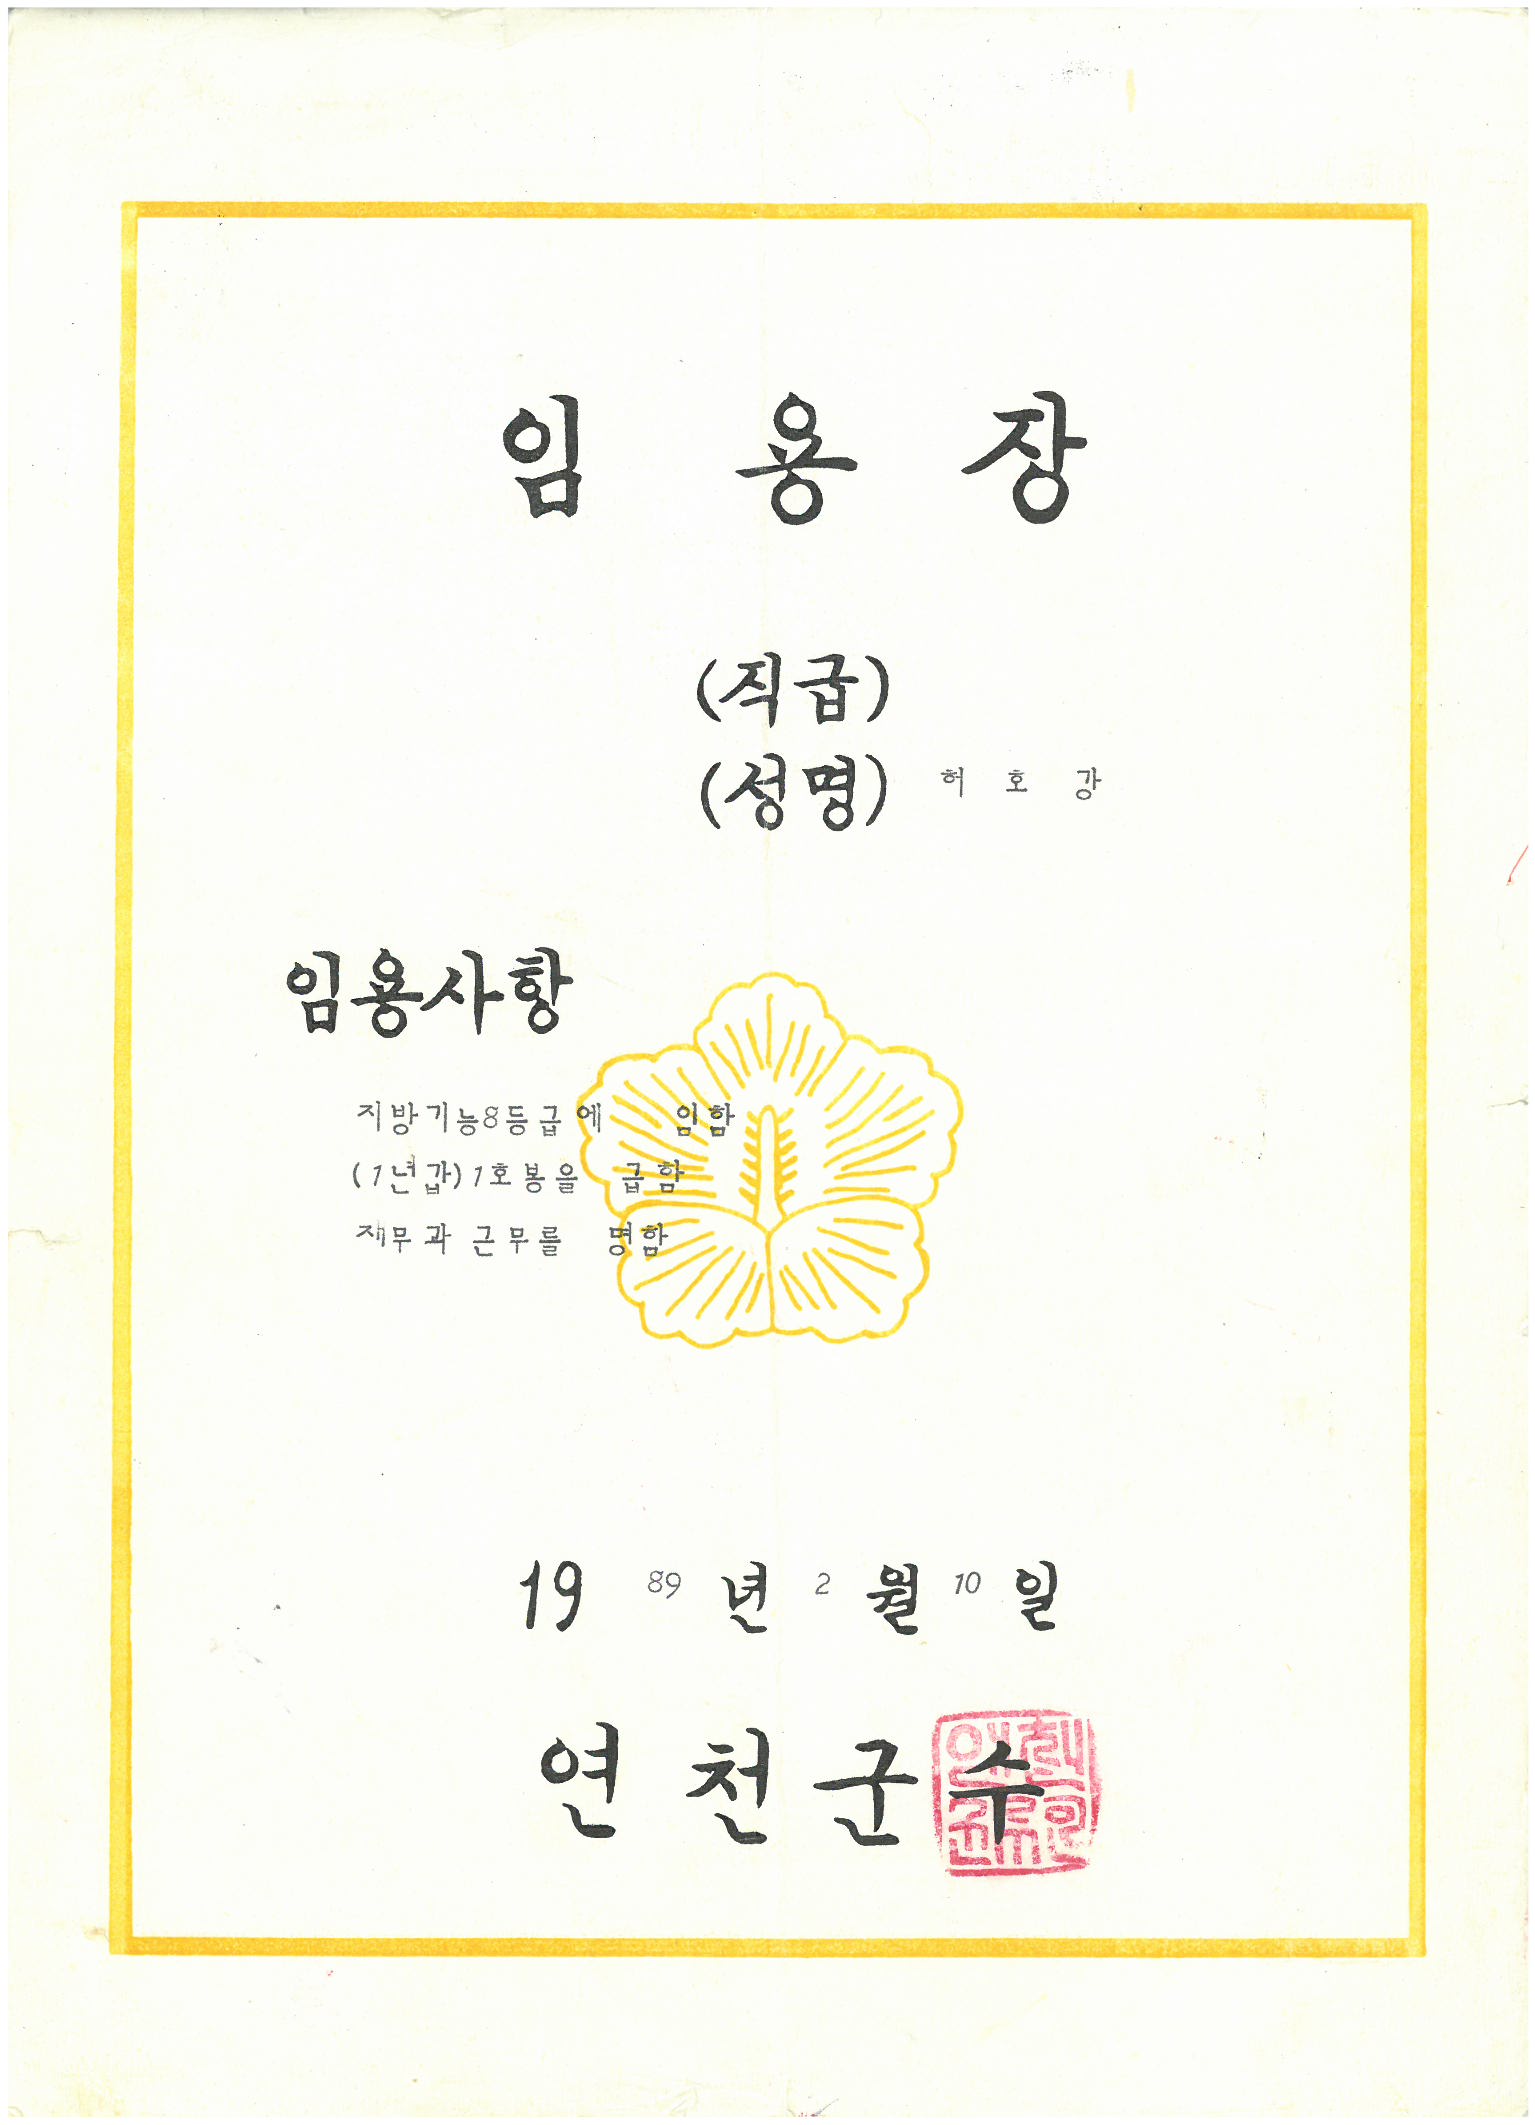 임 용 장
(직급)
(성명) 허 호 강
임용사항
지방기능8등급에 임함
(1년갑)1호봉을 급함
재무과 근무를 명함
19 89 년 2 월 10 일
연 천 군 수